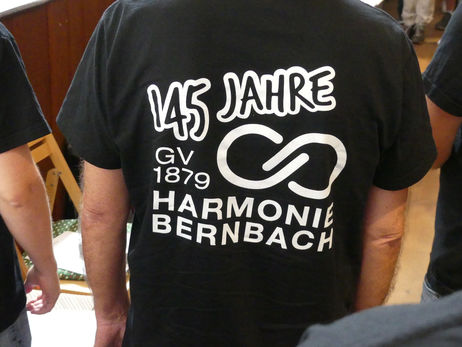 145 JAHRE
GV
1879
HARMONIE
BERNBACH